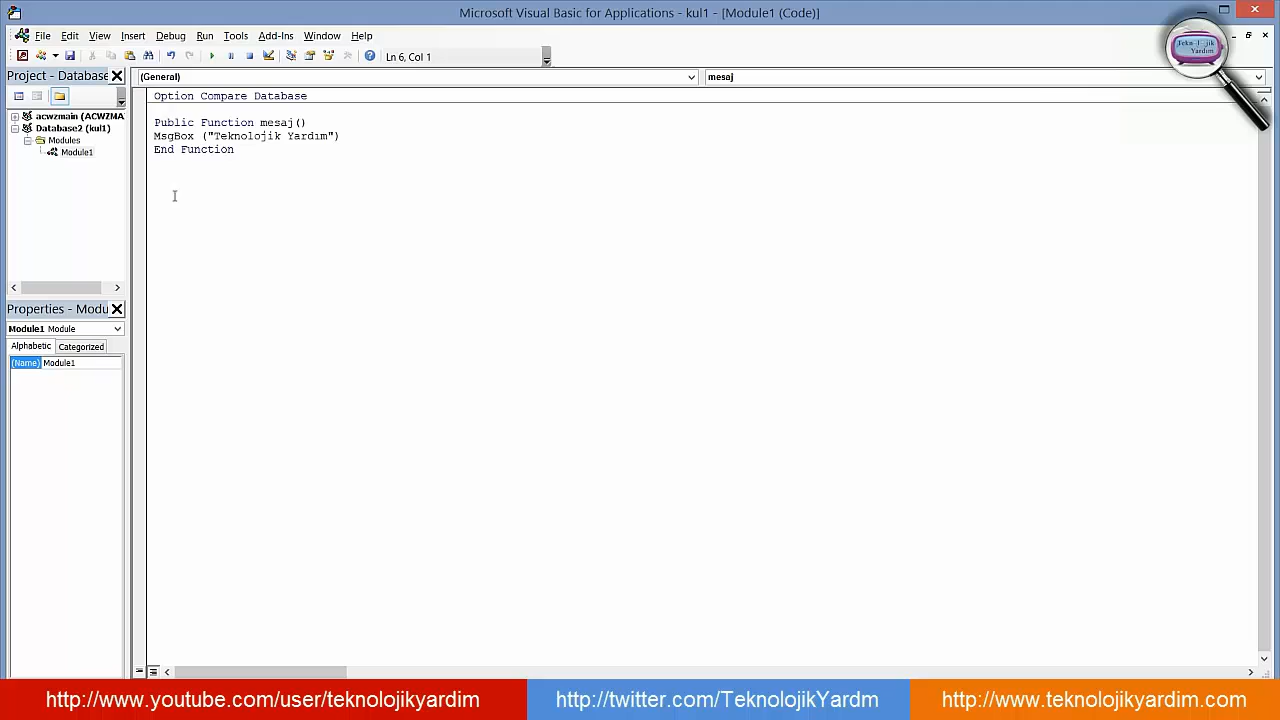 Microsoft Visual Basic for Applications - kul1 - [Module1 (Code)]
File Edit View Insert Debug Run Tools Add-Ins Window Help
Ln 6, Col 1
Project - Database
(General)
mesaj
acwzmain (ACWZMA
Database2 (kul1)
Modules
Module1
Option Compare Database
Public Function mesaj()
MsgBox ("Teknolojik Yardım")
End Function
Properties - Modu
Module1 Module
Alphabetic Categorized
(Name) Module1
Yardim
http://www.youtube.com/user/teknolojikyardim
http://twitter.com/TeknolojikYardm
http://www.teknolojikyardim.com